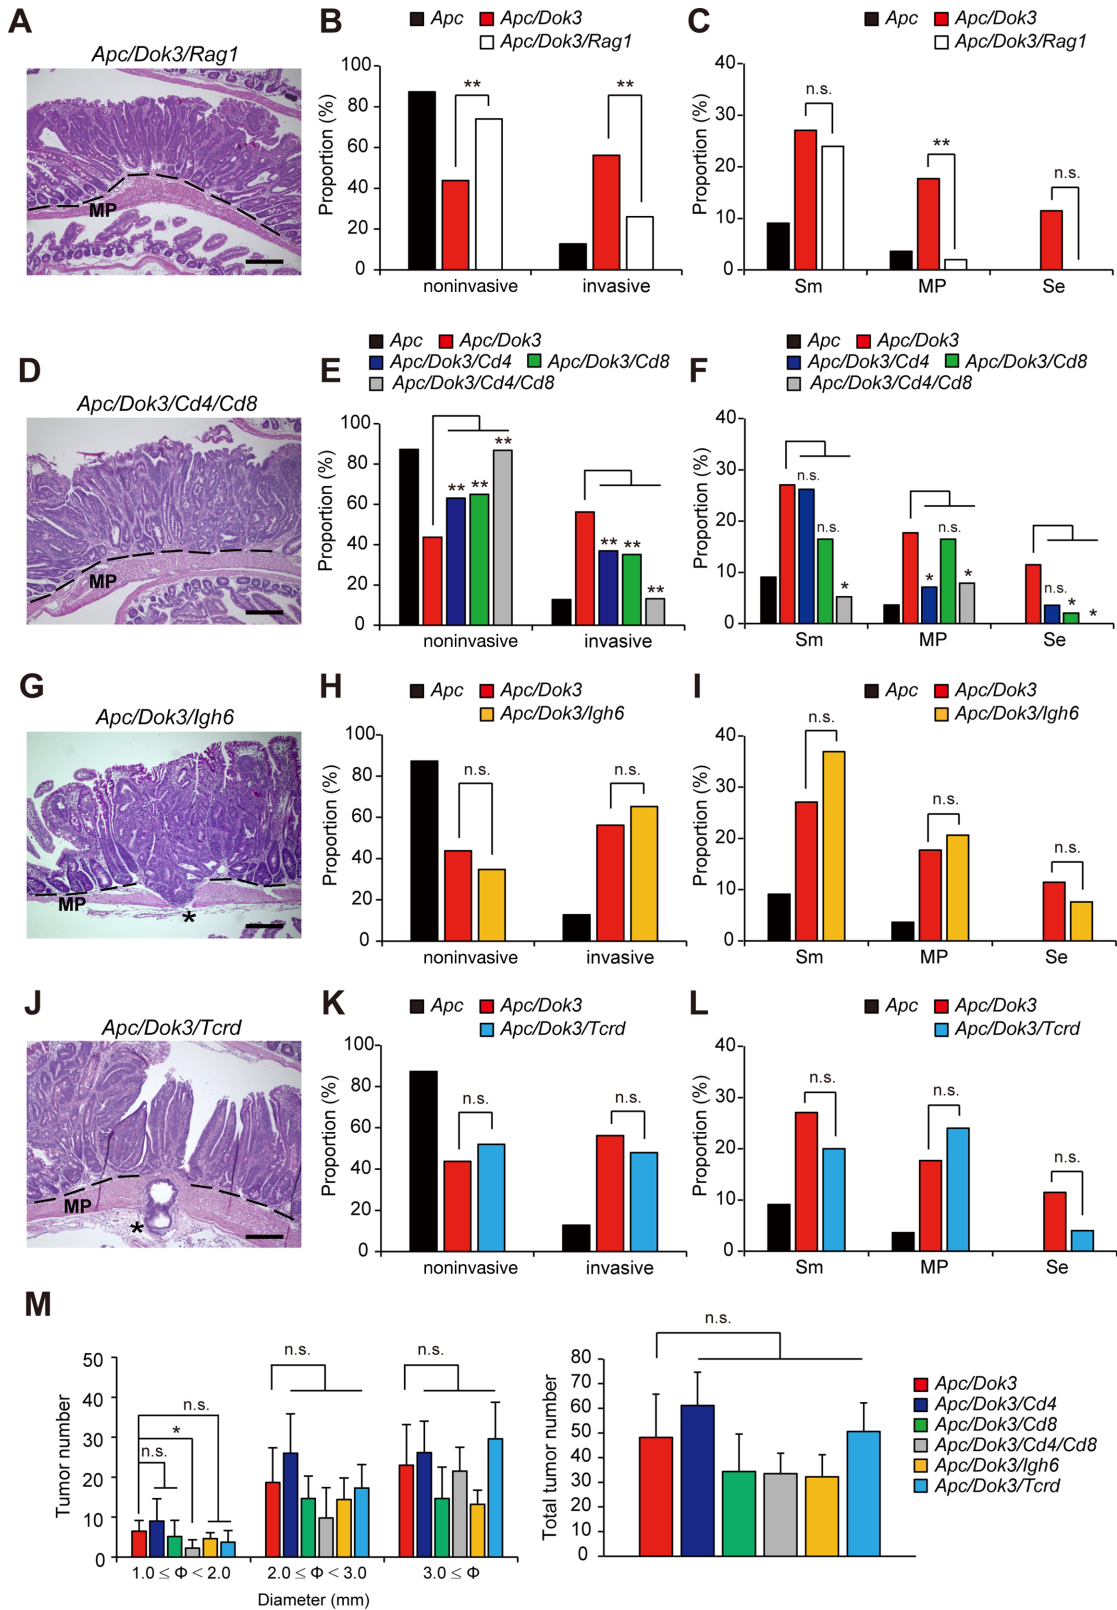 A
Apc/Dok3/Rag1
MP
B
Apc Apc/Dok3
Apc/Dok3/Rag1
Proportion (%)
100
80
60
40
20
0
**
**
noninvasive invasive
C
Apc Apc/Dok3
Apc/Dok3/Rag1
Proportion (%)
40
30
20
10
0
n.s.
**
n.s.
Sm MP Se
D
Apc/Dok3/Cd4/Cd8
MP
E
Apc Apc/Dok3
Apc/Dok3/Cd4 Apc/Dok3/Cd8
Apc/Dok3/Cd4/Cd8
Proportion (%)
100
80
60
40
20
0
** ** **
** ** **
noninvasive invasive
F
Apc Apc/Dok3
Apc/Dok3/Cd4 Apc/Dok3/Cd8
Apc/Dok3/Cd4/Cd8
Proportion (%)
40
30
20
10
0
n.s. n.s. *
* n.s. *
n.s. * *
Sm MP Se
G
Apc/Dok3/Igh6
MP
*
H
Apc Apc/Dok3
Apc/Dok3/Igh6
Proportion (%)
100
80
60
40
20
0
n.s. n.s.
noninvasive invasive
I
Apc Apc/Dok3
Apc/Dok3/Igh6
Proportion (%)
40
30
20
10
0
n.s.
n.s.
n.s.
Sm MP Se
J
Apc/Dok3/Tcrd
MP
*
K
Apc Apc/Dok3
Apc/Dok3/Tcrd
Proportion (%)
100
80
60
40
20
0
n.s. n.s.
noninvasive invasive
L
Apc Apc/Dok3
Apc/Dok3/Tcrd
Proportion (%)
40
30
20
10
0
n.s.
n.s.
n.s.
Sm MP Se
M
Tumor number
50
40
30
20
10
0
n.s.
*
n.s.
n.s.
n.s.
1.0 ≤ Φ < 2.0 2.0 ≤ Φ < 3.0 3.0 ≤ Φ
Diameter (mm)
Total tumor number
80
70
60
50
40
30
20
10
0
n.s.
Apc/Dok3
Apc/Dok3/Cd4
Apc/Dok3/Cd8
Apc/Dok3/Cd4/Cd8
Apc/Dok3/Igh6
Apc/Dok3/Tcrd